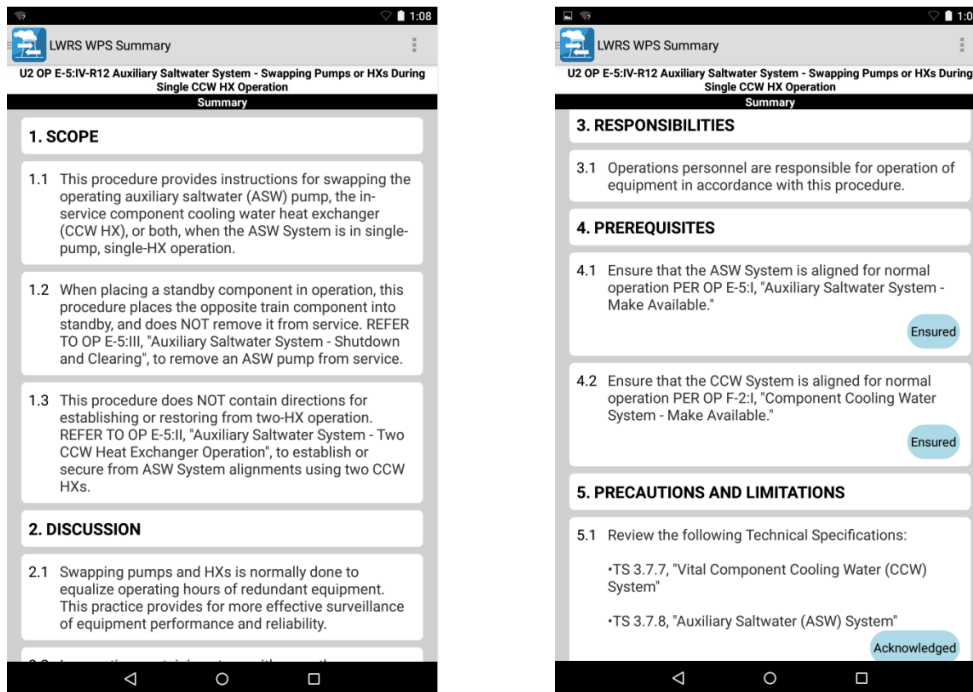 1:08
LWRS WPS Summary
U2 OP E-5:IV-R12 Auxiliary Saltwater System - Swapping Pumps or HXs During
Single CCW HX Operation
Summary
1. SCOPE
1.1 This procedure provides instructions for swapping the
operating auxiliary saltwater (ASW) pump, the in-
service component cooling water heat exchanger
(CCW HX), or both, when the ASW System is in single-
pump, single-HX operation.
1.2 When placing a standby component in operation, this
procedure places the opposite train component into
standby, and does NOT remove it from service. REFER
TO OP E-5:III, "Auxiliary Saltwater System - Shutdown
and Clearing", to remove an ASW pump from service.
1.3 This procedure does NOT contain directions for
establishing or restoring from two-HX operation.
REFER TO OP E-5:II, "Auxiliary Saltwater System - Two
CCW Heat Exchanger Operation", to establish or
secure from ASW System alignments using two CCW
HXs.
2. DISCUSSION
2.1 Swapping pumps and HXs is normally done to
equalize operating hours of redundant equipment.
This practice provides for more effective surveillance
of equipment performance and reliability.
1:0
LWRS WPS Summary
U2 OP E-5:IV-R12 Auxiliary Saltwater System - Swapping Pumps or HXs During
Single CCW HX Operation
Summary
3. RESPONSIBILITIES
3.1 Operations personnel are responsible for operation of
equipment in accordance with this procedure.
4. PREREQUISITES
4.1 Ensure that the ASW System is aligned for normal
operation PER OP E-5:I, "Auxiliary Saltwater System -
Make Available."
Ensured
4.2 Ensure that the CCW System is aligned for normal
operation PER OP F-2:I, "Component Cooling Water
System - Make Available."
Ensured
5. PRECAUTIONS AND LIMITATIONS
5.1 Review the following Technical Specifications:
•TS 3.7.7, "Vital Component Cooling Water (CCW)
System"
•TS 3.7.8, "Auxiliary Saltwater (ASW) System"
Acknowledged